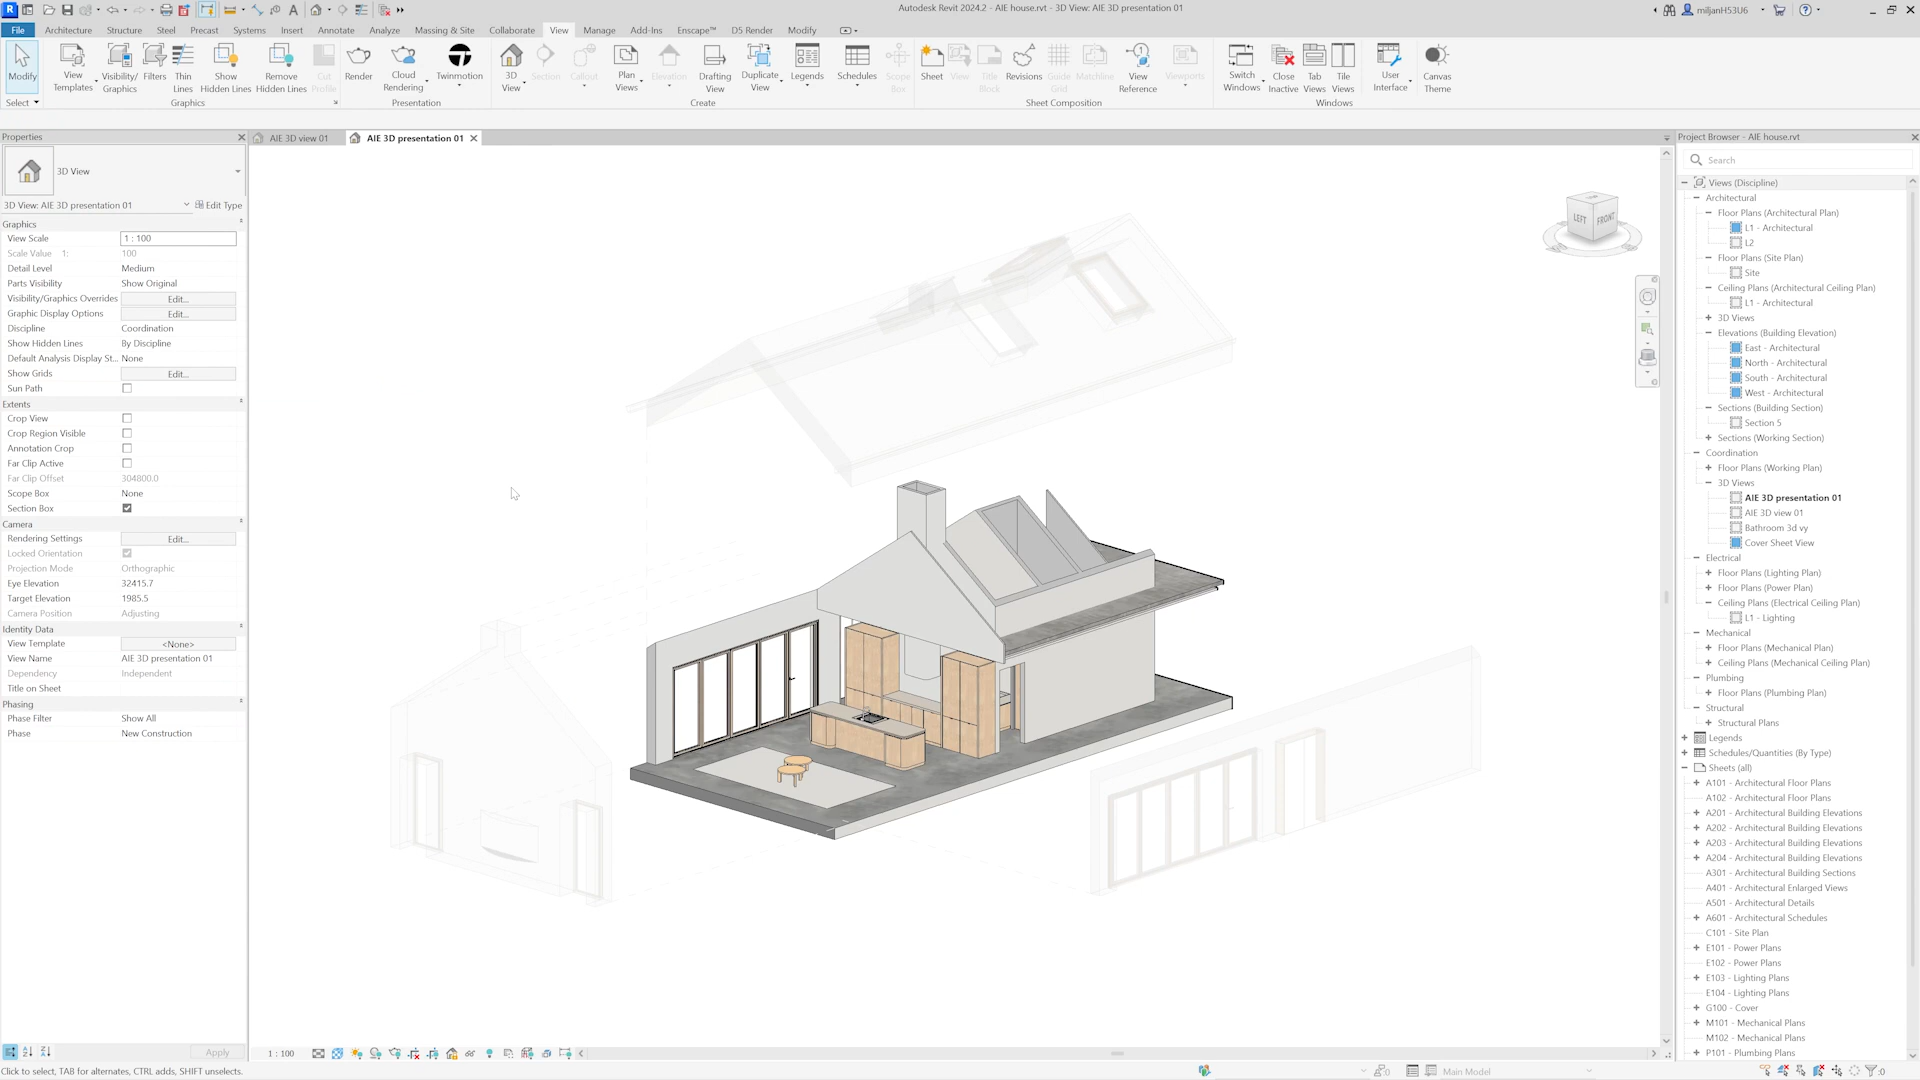 Autodesk Revit 2024.2 - AIE house.rvt - 3D View: AIE 3D presentation 01
miljanH53U6
File Architecture Structure Steel Precast Systems Insert Annotate Analyze Massing & Site Collaborate View Manage Add-Ins Enscape™ D5 Render Modify
Modify
View Templates
Visibility/ Graphics
Filters
Thin Lines
Show Hidden Lines
Remove Hidden Lines
Cut Profile
Render
Cloud Rendering
Twinmotion
3D View
Section
Callout
Plan Views
Elevation
Drafting View
Duplicate View
Legends
Schedules
Scope Box
Sheet
View
Title Block
Revisions
Guide Grid
Matchline
View Reference
Viewports
Switch Windows
Close Inactive
Tab Views
Tile Views
User Interface
Canvas Theme
Select Graphics Presentation Create Sheet Composition Windows
Properties
3D View
3D View: AIE 3D presentation 01 Edit Type
Graphics
View Scale 1 : 100
Scale Value 1: 100
Detail Level Medium
Parts Visibility Show Original
Visibility/Graphics Overrides Edit...
Graphic Display Options Edit...
Discipline Coordination
Show Hidden Lines By Discipline
Default Analysis Display St... None
Show Grids Edit...
Sun Path
Extents
Crop View
Crop Region Visible
Annotation Crop
Far Clip Active
Far Clip Offset 304800.0
Scope Box None
Section Box
Camera
Rendering Settings Edit...
Locked Orientation
Projection Mode Orthographic
Eye Elevation 32415.7
Target Elevation 1985.5
Camera Position Adjusting
Identity Data
View Template <None>
View Name AIE 3D presentation 01
Dependency Independent
Title on Sheet
Phasing
Phase Filter Show All
Phase New Construction
Apply
AIE 3D view 01
AIE 3D presentation 01
LEFT FRONT
1 : 100
Project Browser - AIE house.rvt
Search
Views (Discipline)
Architectural
Floor Plans (Architectural Plan)
L1 - Architectural
L2
Floor Plans (Site Plan)
Site
Ceiling Plans (Architectural Ceiling Plan)
L1 - Architectural
3D Views
Elevations (Building Elevation)
East - Architectural
North - Architectural
South - Architectural
West - Architectural
Sections (Building Section)
Section 5
Sections (Working Section)
Coordination
Floor Plans (Working Plan)
3D Views
AIE 3D presentation 01
AIE 3D view 01
Bathroom 3d vy
Cover Sheet View
Electrical
Floor Plans (Lighting Plan)
Floor Plans (Power Plan)
Ceiling Plans (Electrical Ceiling Plan)
L1 - Lighting
Mechanical
Floor Plans (Mechanical Plan)
Ceiling Plans (Mechanical Ceiling Plan)
Plumbing
Floor Plans (Plumbing Plan)
Structural
Structural Plans
Legends
Schedules/Quantities (By Type)
Sheets (all)
A101 - Architectural Floor Plans
A102 - Architectural Floor Plans
A201 - Architectural Building Elevations
A202 - Architectural Building Elevations
A203 - Architectural Building Elevations
A204 - Architectural Building Elevations
A301 - Architectural Building Sections
A401 - Architectural Enlarged Views
A501 - Architectural Details
A601 - Architectural Schedules
C101 - Site Plan
E101 - Power Plans
E102 - Power Plans
E103 - Lighting Plans
E104 - Lighting Plans
G100 - Cover
M101 - Mechanical Plans
M102 - Mechanical Plans
P101 - Plumbing Plans
Click to select, TAB for alternates, CTRL adds, SHIFT unselects.
:0
Main Model
:0